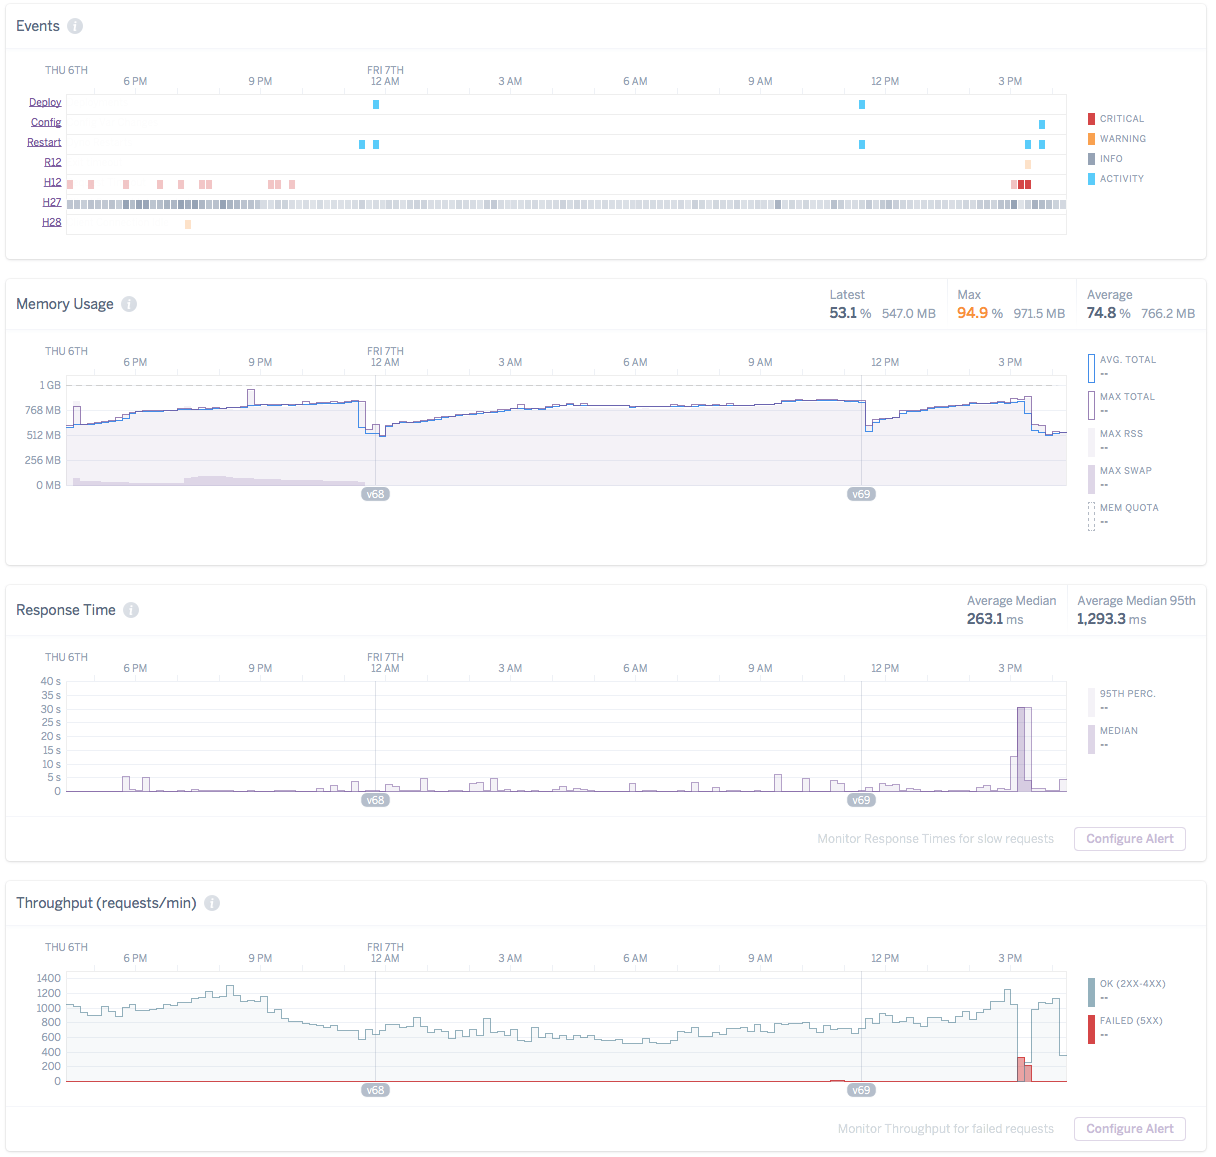 Events i
THU 6TH FRI 7TH
6 PM 9 PM 12 AM 3 AM 6 AM 9 AM 12 PM 3 PM
Deploy
Config
Restart
R12
H12
H27
H28
CRITICAL
WARNING
INFO
ACTIVITY
Memory Usage i
Latest Max Average
53.1 % 547.0 MB 94.9 % 971.5 MB 74.8 % 766.2 MB
THU 6TH FRI 7TH
6 PM 9 PM 12 AM 3 AM 6 AM 9 AM 12 PM 3 PM
1 GB
768 MB
512 MB
256 MB
0 MB
v68 v69
AVG. TOTAL
--
MAX TOTAL
--
MAX RSS
--
MAX SWAP
--
MEM QUOTA
--
Response Time i
Average Median Average Median 95th
263.1 ms 1,293.3 ms
THU 6TH FRI 7TH
6 PM 9 PM 12 AM 3 AM 6 AM 9 AM 12 PM 3 PM
40 s
35 s
30 s
25 s
20 s
15 s
10 s
5 s
0
v68 v69
95TH PERC.
--
MEDIAN
--
Monitor Response Times for slow requests Configure Alert
Throughput (requests/min) i
THU 6TH FRI 7TH
6 PM 9 PM 12 AM 3 AM 6 AM 9 AM 12 PM 3 PM
1400
1200
1000
800
600
400
200
0
v68 v69
OK (2XX-4XX)
--
FAILED (5XX)
--
Monitor Throughput for failed requests Configure Alert